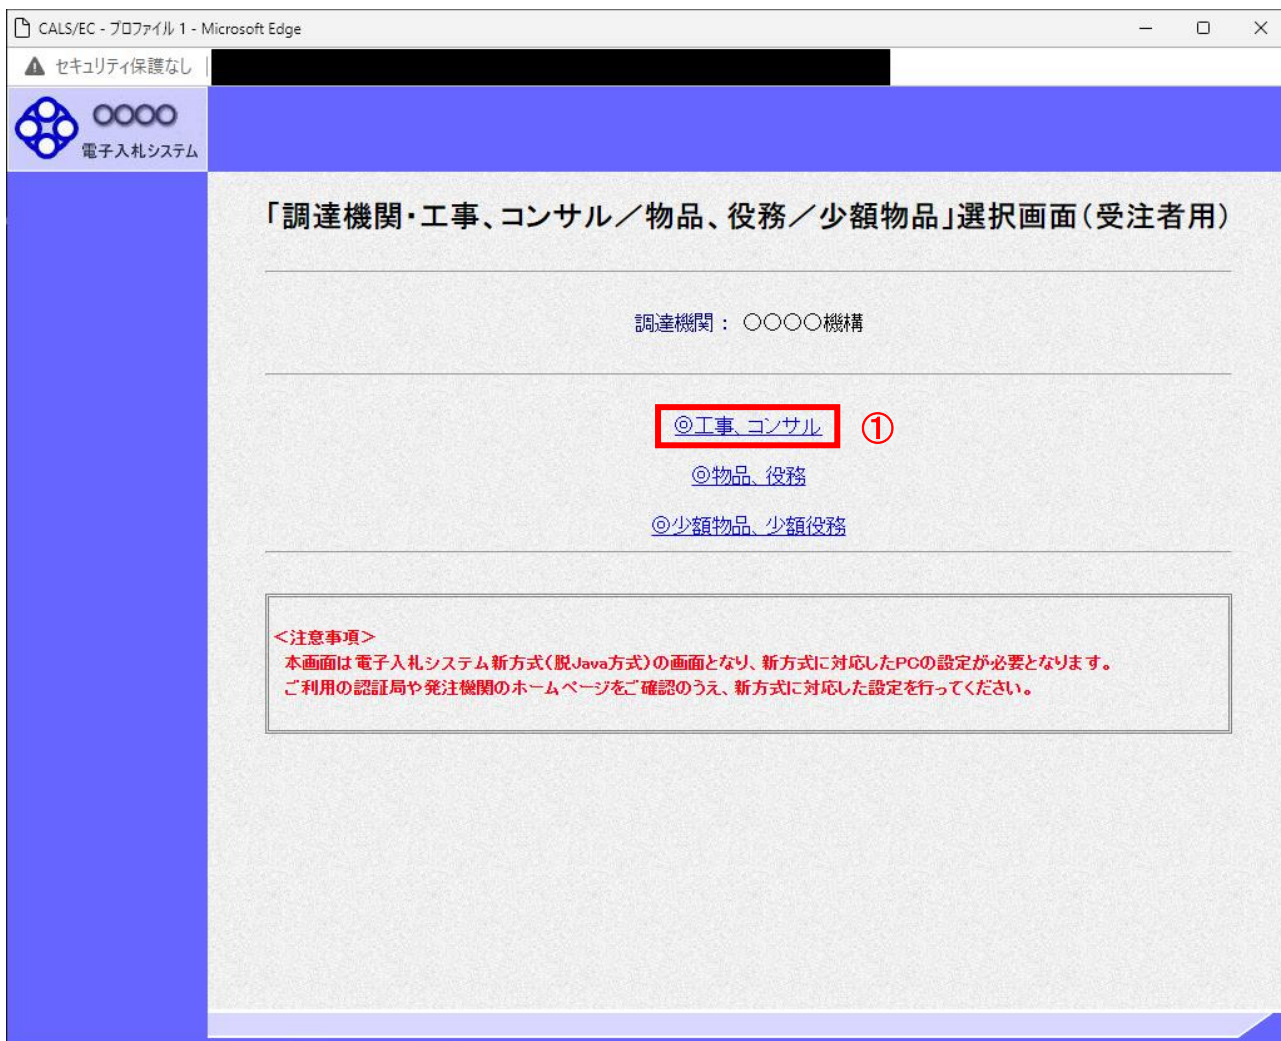 CALS/EC - プロファイル 1 - Microsoft Edge
セキュリティ保護なし
○○○○
電子入札システム
「調達機関・工事、コンサル／物品、役務／少額物品」選択画面（受注者用）
調達機関： ○○○○機構
◎工事、コンサル ①
◎物品、役務
◎少額物品、少額役務
＜注意事項＞
本画面は電子入札システム新方式（脱Java方式）の画面となり、新方式に対応したPCの設定が必要となります。
ご利用の認証局や発注機関のホームページをご確認のうえ、新方式に対応した設定を行ってください。